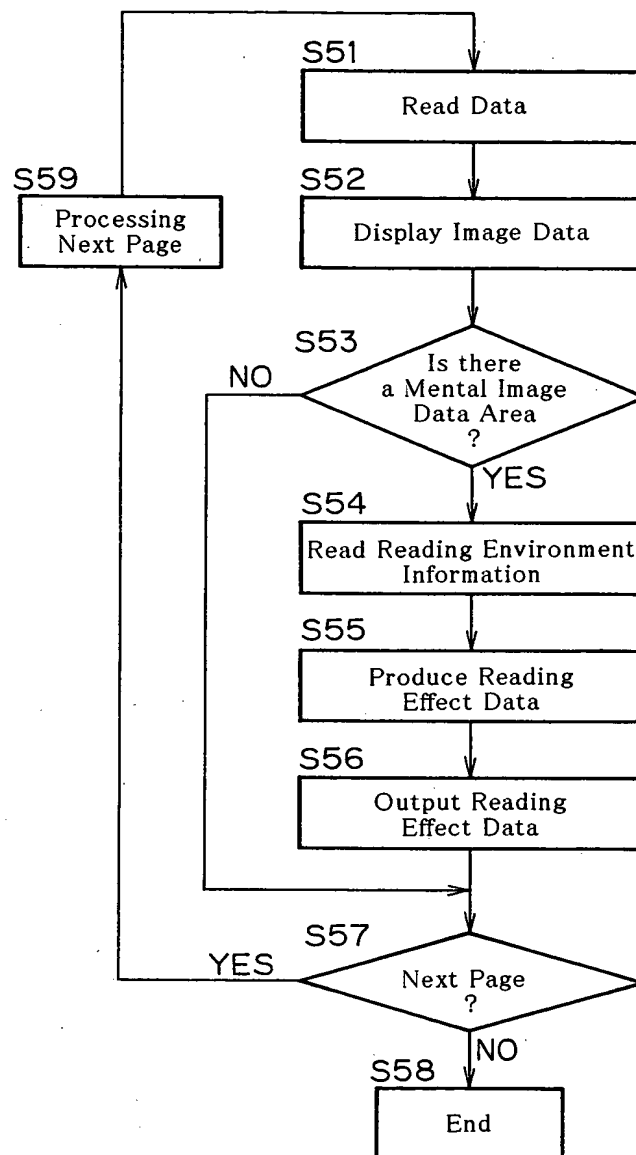 S51
Read Data
S59
Processing
Next Page
S52
Display Image Data
S53
Is there
a Mental Image
Data Area
?
NO
YES
S54
Read Reading Environment
Information
S55
Produce Reading
Effect Data
S56
Output Reading
Effect Data
S57
YES
Next Page
?
NO
S58
End